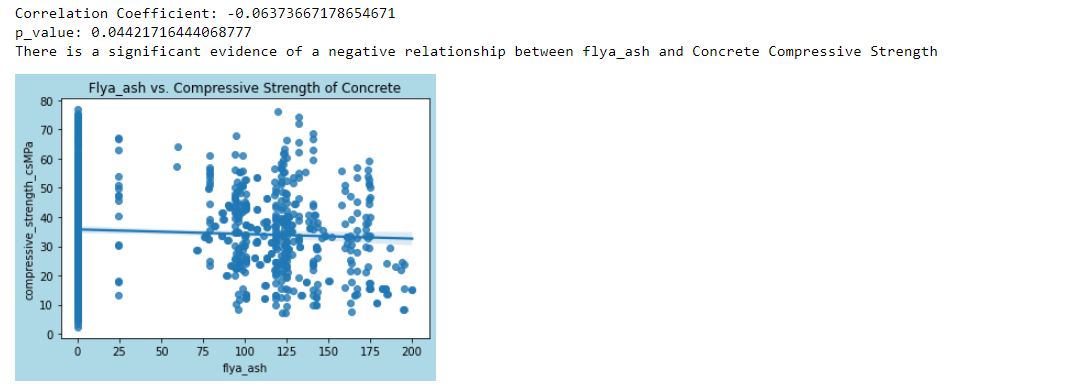 Correlation Coefficient: -0.06373667178654671
p_value: 0.04421716444068777
There is a significant evidence of a negative relationship between flya_ash and Concrete Compressive Strength
Flya_ash vs. Compressive Strength of Concrete
compressive_strength_csMPa
80
70
60
50
40
30
20
10
0
0 25 50 75 100 125 150 175 200
flya_ash